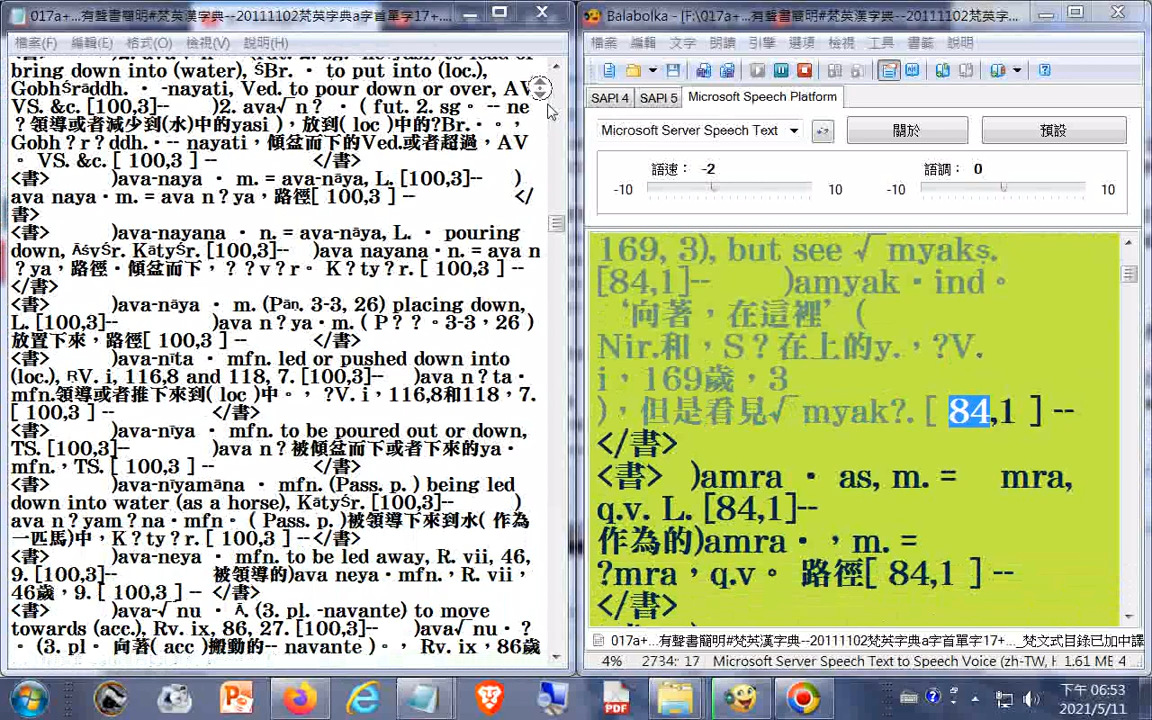 017a+...有聲書簡明#梵英漢字典--20111102梵英字典a字首單字17+...
檔案(F) 編輯(E) 格式(O) 檢視(V) 說明(H)
bring down into (water), ŚBr. · to put into (loc.),
GobhŚrāddh. · -nayati, Ved. to pour down or over, AV
VS. &c. [100,3]-- )2. ava√ n ? · ( fut. 2. sg。 -- ne
? 領導或者減少到(水)中的yasi )，放到( loc )中的?Br.·。，
Gobh ? r ? ddh.·-- nayati，傾盆而下的Ved.或者超過，AV
。 VS. &c. [ 100,3 ] -- </書>
<書> )ava-naya · m. = ava-nāya, L. [100,3]-- )
ava naya·m. = ava n ? ya，路徑[ 100,3 ] -- </
書>
<書> )ava-nayana · n. = ava-nāya, L. · pouring
down, ĀśvŚr. KātyŚr. [100,3]-- )ava nayana·n. = ava n
? ya，路徑·傾盆而下，? ? v ? r。 K ? ty ? r. [ 100,3 ] --
</書>
<書> )ava-nāya · m. (Pāṇ. 3-3, 26) placing down,
L. [100,3]-- )ava n ? ya·m. ( P ? ? 。3-3，26 )
放置下來，路徑[ 100,3 ] -- </書>
<書> )ava-nīta · mfn. led or pushed down into
(loc.), RV. i, 116,8 and 118, 7. [100,3]-- )ava n ? ta·
mfn.領導或者推下來到( loc )中。，?V. i，116,8和118，7.
[ 100,3 ] -- </書>
<書> )ava-nīya · mfn. to be poured out or down,
TS. [100,3]-- )ava n ? 被傾盆而下或者下來的ya·
mfn.，TS. [ 100,3 ] -- </書>
<書> )ava-nīyamāna · mfn. (Pass. p. ) being led
down into water (as a horse), KātyŚr. [100,3]-- )
ava n ? yam ? na·mfn。 ( Pass. p. )被領導下來到水( 作為
一匹馬)中，K ? ty ? r. [ 100,3 ] -- </書>
<書> )ava-neya · mfn. to be led away, R. vii, 46,
9. [100,3]-- 被領導的)ava neya·mfn.，R. vii，
46歲，9. [ 100,3 ] -- </書>
<書> )ava-√ nu · Ā. (3. pl. -navante) to move
towards (acc.), Rv. ix, 86, 27. [100,3]-- )ava√ nu· ?
· (3. pl。 向著( acc )搬動的-- navante )。， Rv. ix，86歲
Balabolka - [F:\017a+...有聲書簡明#梵英漢字典--20111102梵英字...
檔案 編輯 文字 朗讀 引擎 選項 檢視 工具 書籤 說明
SAPI 4 SAPI 5 Microsoft Speech Platform
Microsoft Server Speech Text 關於 預設
語速： -2 語調： 0
-10 10 -10 10
169, 3), but see √ myakṣ.
[84,1]-- )amyak·ind。
‘向著，在這裡’(
Nir.和，S ? 在上的y.，?V.
i，169歲，3
)，但是看見√ myak?. [ 84,1 ] --
</書>
<書> )amra · as, m. = mra,
q.v. L. [84,1]--
作為的)amra·，m. =
?mra，q.v。 路徑[ 84,1 ] --
</書>
017a+...有聲書簡明#梵英漢字典--20111102梵英字典a字首單字17+..._梵文式目錄已加中譯
4% 2734: 17 Microsoft Server Speech Text to Speech Voice (zh-TW, 1.61 MB 4
下午 06:53
2021/5/11